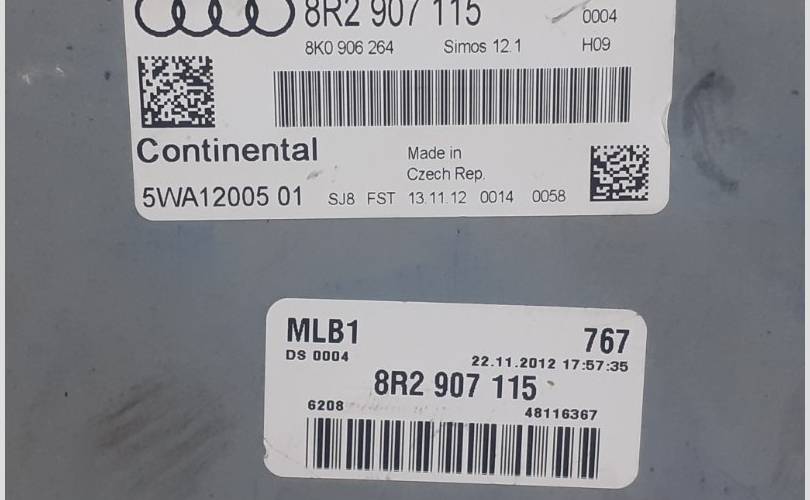 8R2 907 115 0004
8K0 906 264 Simos 12.1 H09
Continental
Made in
Czech Rep.
5WA12005 01 SJ8 FST 13.11.12 0014 0058
MLB1 767
DS 0004 22.11.2012 17:57:35
8R2 907 115
6208 48116367